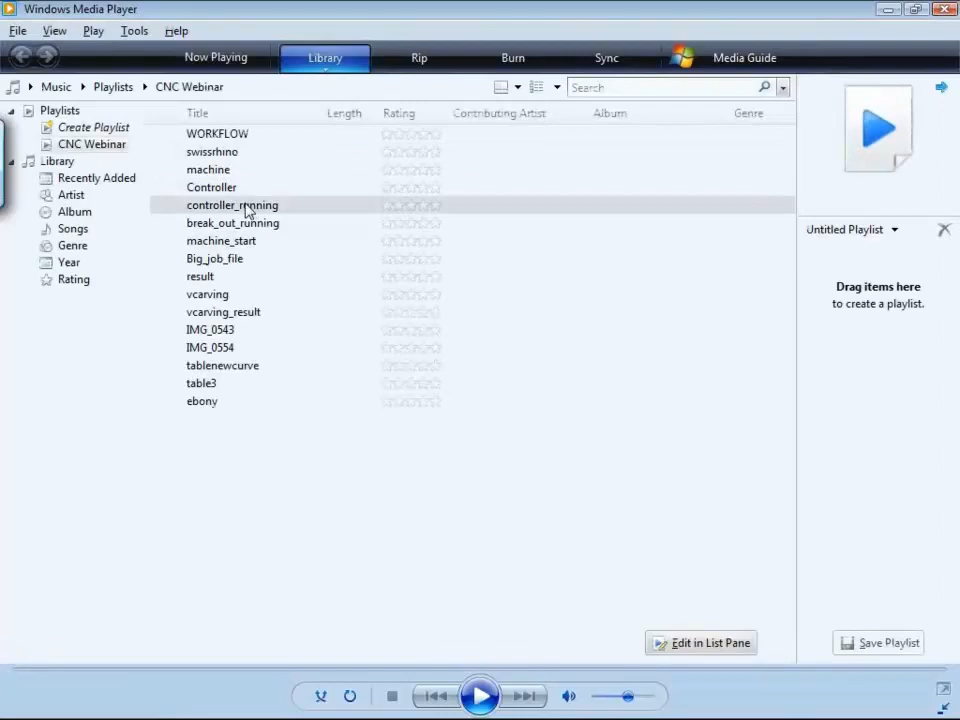 Windows Media Player
File View Play Tools Help
Now Playing Library Rip Burn Sync Media Guide
Music Playlists CNC Webinar Search
Playlists
Create Playlist
CNC Webinar
Library
Recently Added
Artist
Album
Songs
Genre
Year
Rating
Title Length Rating Contributing Artist Album Genre
WORKFLOW
swissrhino
machine
Controller
controller_running
break_out_running
machine_start
Big_job_file
result
vcarving
vcarving_result
IMG_0543
IMG_0554
tablenewcurve
table3
ebony
Untitled Playlist
Drag items here
to create a playlist.
Edit in List Pane
Save Playlist